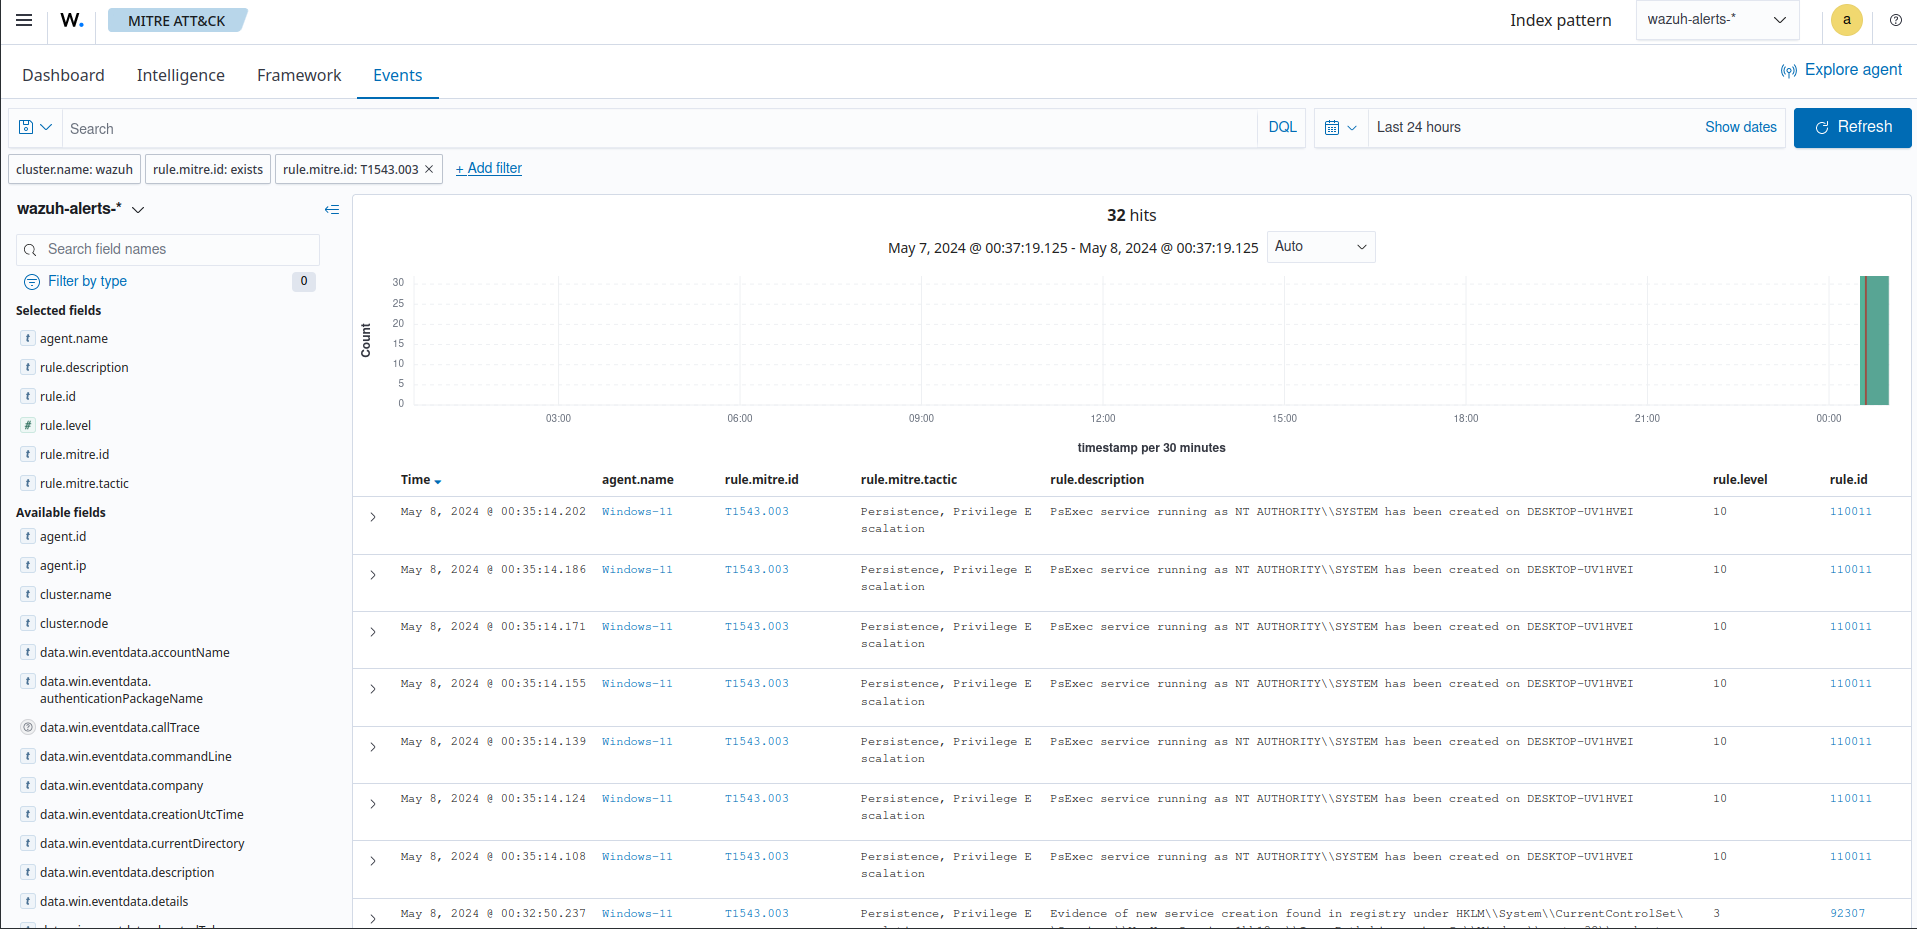 W.
MITRE ATT&CK
Index pattern
wazuh-alerts-*
a
Dashboard
Intelligence
Framework
Events
Explore agent
Search
DQL
Last 24 hours
Show dates
Refresh
cluster.name: wazuh
rule.mitre.id: exists
rule.mitre.id: T1543.003 ×
+ Add filter
wazuh-alerts-*
Search field names
Filter by type
0
Selected fields
t agent.name
t rule.description
t rule.id
# rule.level
t rule.mitre.id
t rule.mitre.tactic
Available fields
t agent.id
t agent.ip
t cluster.name
t cluster.node
t data.win.eventdata.accountName
t data.win.eventdata.
authenticationPackageName
data.win.eventdata.callTrace
t data.win.eventdata.commandLine
t data.win.eventdata.company
t data.win.eventdata.creationUtcTime
t data.win.eventdata.currentDirectory
t data.win.eventdata.description
t data.win.eventdata.details
32 hits
May 7, 2024 @ 00:37:19.125 - May 8, 2024 @ 00:37:19.125
Auto
Count
30
25
20
15
10
5
0
03:00 06:00 09:00 12:00 15:00 18:00 21:00 00:00
timestamp per 30 minutes
Time agent.name rule.mitre.id rule.mitre.tactic rule.description rule.level rule.id
May 8, 2024 @ 00:35:14.202 Windows-11 T1543.003 Persistence, Privilege E PsExec service running as NT AUTHORITY\\SYSTEM has been created on DESKTOP-UV1HVEI 10 110011
scalation
May 8, 2024 @ 00:35:14.186 Windows-11 T1543.003 Persistence, Privilege E PsExec service running as NT AUTHORITY\\SYSTEM has been created on DESKTOP-UV1HVEI 10 110011
scalation
May 8, 2024 @ 00:35:14.171 Windows-11 T1543.003 Persistence, Privilege E PsExec service running as NT AUTHORITY\\SYSTEM has been created on DESKTOP-UV1HVEI 10 110011
scalation
May 8, 2024 @ 00:35:14.155 Windows-11 T1543.003 Persistence, Privilege E PsExec service running as NT AUTHORITY\\SYSTEM has been created on DESKTOP-UV1HVEI 10 110011
scalation
May 8, 2024 @ 00:35:14.139 Windows-11 T1543.003 Persistence, Privilege E PsExec service running as NT AUTHORITY\\SYSTEM has been created on DESKTOP-UV1HVEI 10 110011
scalation
May 8, 2024 @ 00:35:14.124 Windows-11 T1543.003 Persistence, Privilege E PsExec service running as NT AUTHORITY\\SYSTEM has been created on DESKTOP-UV1HVEI 10 110011
scalation
May 8, 2024 @ 00:35:14.108 Windows-11 T1543.003 Persistence, Privilege E PsExec service running as NT AUTHORITY\\SYSTEM has been created on DESKTOP-UV1HVEI 10 110011
scalation
May 8, 2024 @ 00:32:50.237 Windows-11 T1543.003 Persistence, Privilege E Evidence of new service creation found in registry under HKLM\\System\\CurrentControlSet\ 3 92307